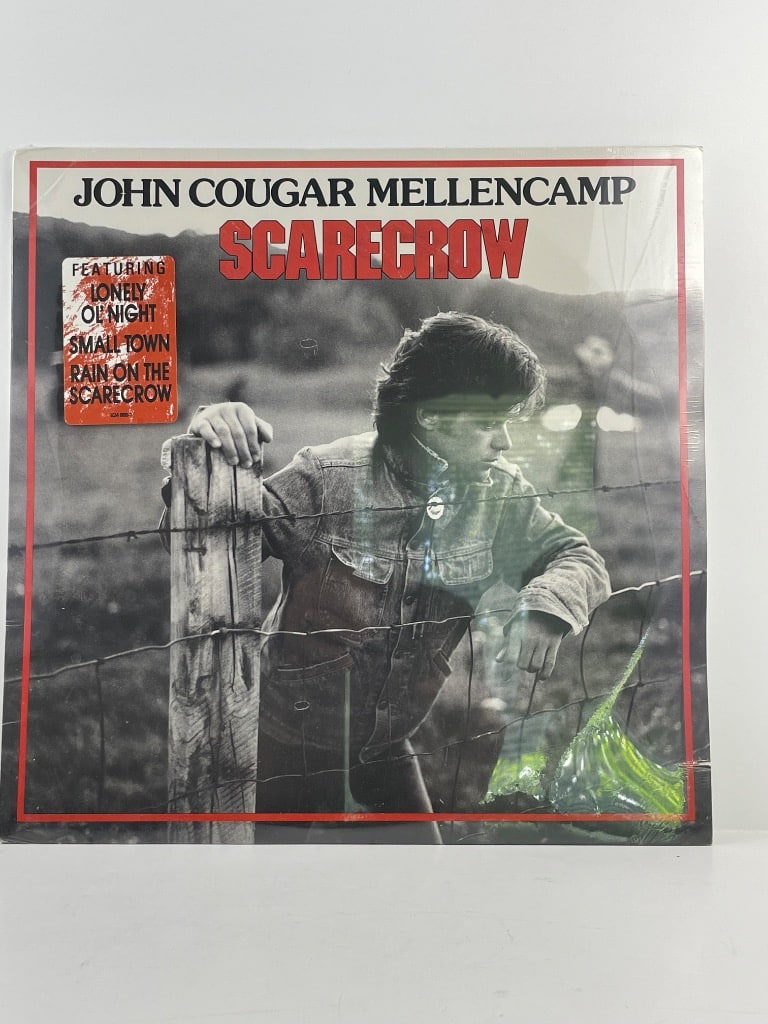 JOHN COUGAR MELLENCAMP
SCARECROW
FEATURING
LONELY
OL' NIGHT
SMALL TOWN
RAIN ON THE
SCARECROW